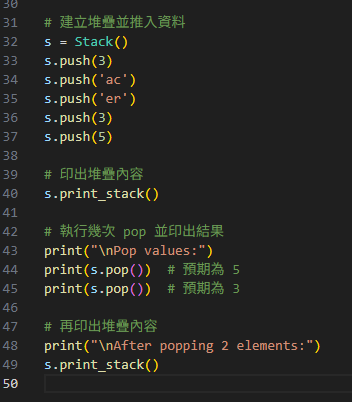 30
31 # 建立堆疊並推入資料
32 s = Stack()
33 s.push(3)
34 s.push('ac')
35 s.push('er')
36 s.push(3)
37 s.push(5)
38
39 # 印出堆疊內容
40 s.print_stack()
41
42 # 執行幾次 pop 並印出結果
43 print("\nPop values:")
44 print(s.pop())  # 預期為 5
45 print(s.pop())  # 預期為 3
46
47 # 再印出堆疊內容
48 print("\nAfter popping 2 elements:")
49 s.print_stack()
50